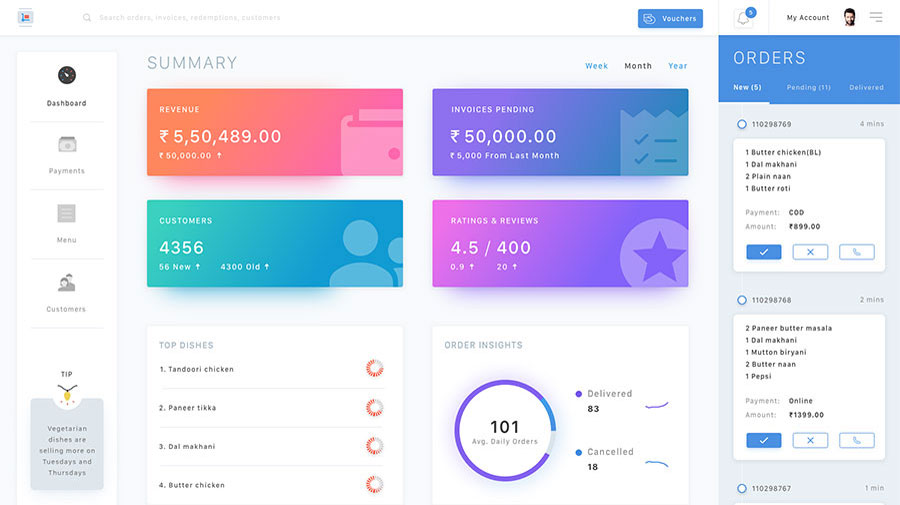 Search orders, invoices, redemptions, customers
Vouchers
5
My Account
Dashboard
Payments
Menu
Customers
TIP
Vegetarian
dishes are
selling more on
Tuesdays and
Thursdays
SUMMARY
Week Month Year
REVENUE
₹ 5,50,489.00
₹ 50,000.00 ↑
INVOICES PENDING
₹ 50,000.00
₹ 5,000 From Last Month
CUSTOMERS
4356
56 New ↑ 4300 Old ↑
RATINGS & REVIEWS
4.5 / 400
0.9 ↑ 20 ↑
TOP DISHES
1. Tandoori chicken
2. Paneer tikka
3. Dal makhani
4. Butter chicken
ORDER INSIGHTS
101
Avg. Daily Orders
Delivered
83
Cancelled
18
ORDERS
New (5) Pending (11) Delivered
110298769 4 mins
1 Butter chicken(BL)
1 Dal makhani
2 Plain naan
1 Butter roti
Payment: COD
Amount: ₹899.00
110298768 2 mins
2 Paneer butter masala
1 Dal makhani
1 Mutton biryani
2 Butter naan
1 Pepsi
Payment: Online
Amount: ₹1399.00
110298767 1 min